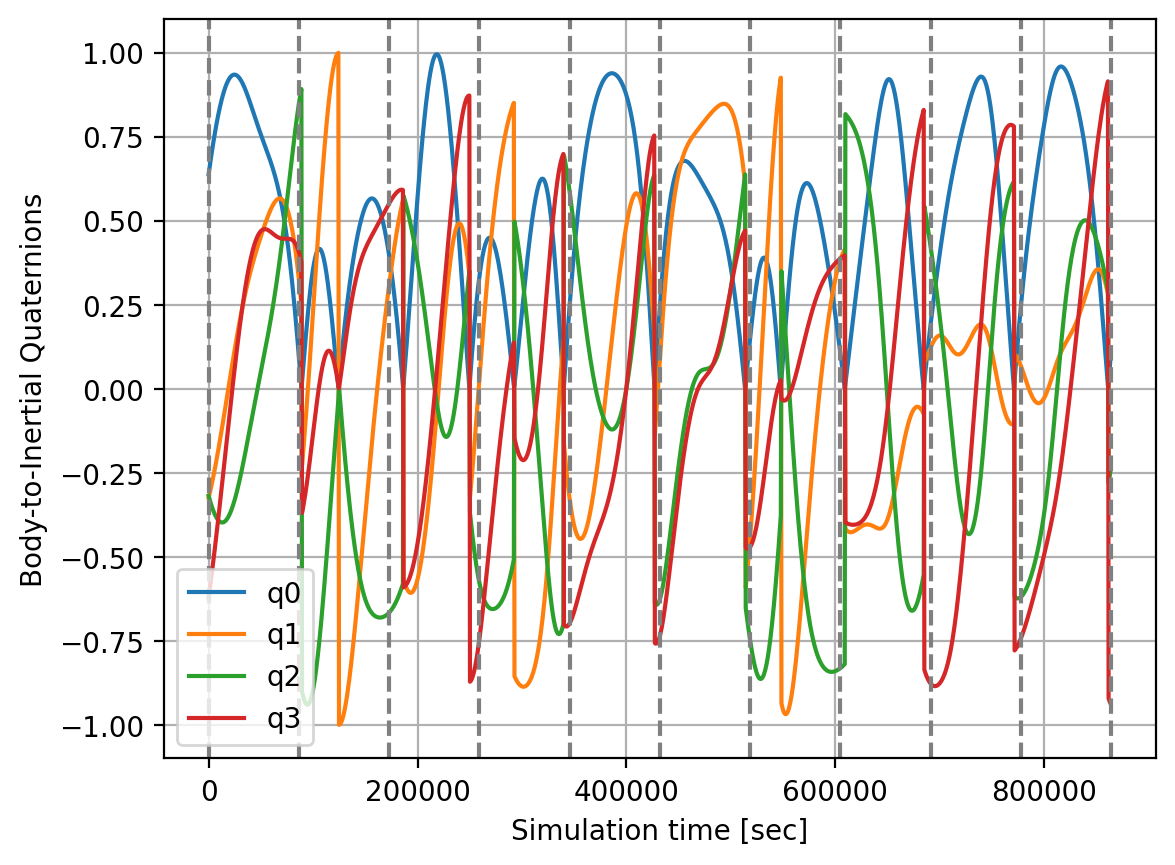 1.00
0.75
0.50
0.25
0.00
−0.25
−0.50
−0.75
−1.00
Body-to-Inertial Quaternions
q0
q1
q2
q3
0 200000 400000 600000 800000
Simulation time [sec]